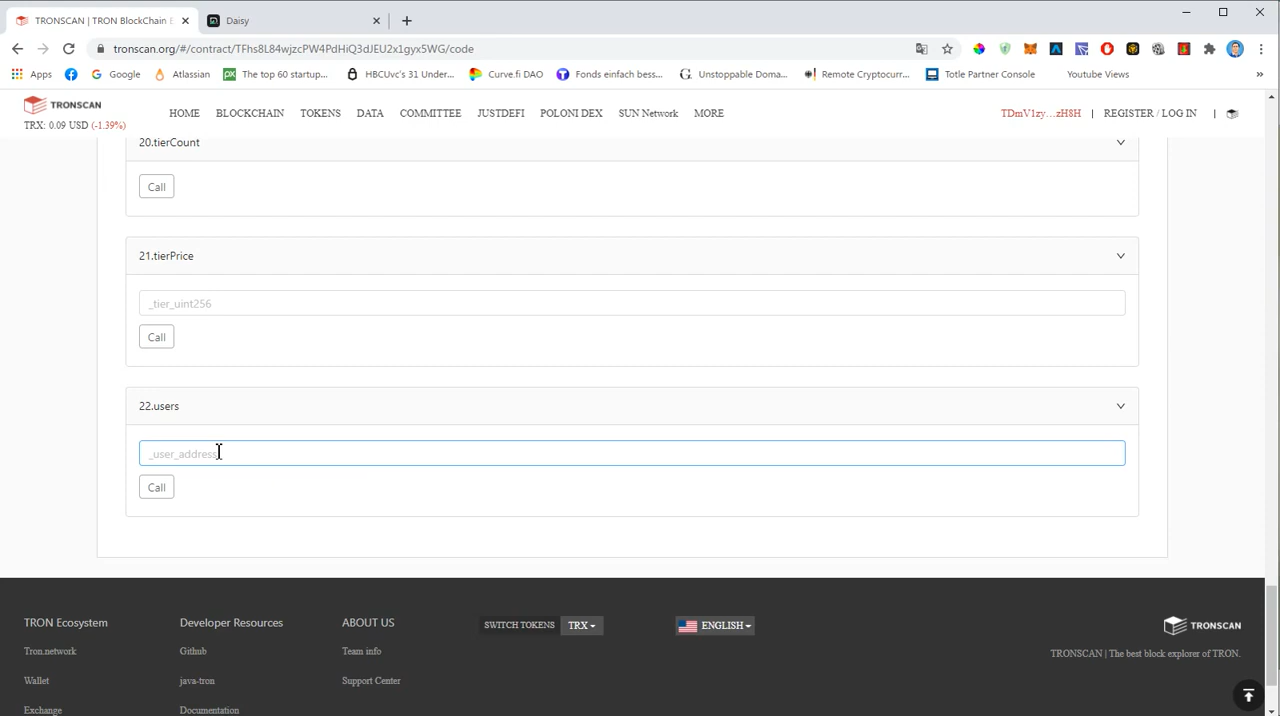 TRONSCAN | TRON BlockChain E
Daisy
tronscan.org/#/contract/TFhs8L84wjzcPW4PdHiQ3dJEU2x1gyx5WG/code
Apps
Google
Atlassian
The top 60 startup...
HBCUvc's 31 Under...
Curve.fi DAO
Fonds einfach bess...
Unstoppable Doma...
Remote Cryptocurr...
Totle Partner Console
Youtube Views
»
TRONSCAN
TRX: 0.09 USD (-1.39%)
HOME
BLOCKCHAIN
TOKENS
DATA
COMMITTEE
JUSTDEFI
POLONI DEX
SUN Network
MORE
TDmV1zy…zH8H | REGISTER / LOG IN |
20.tierCount
Call
21.tierPrice
_tier_uint256
Call
22.users
_user_address
Call
TRON Ecosystem
Developer Resources
ABOUT US
SWITCH TOKENS
TRX
ENGLISH
TRONSCAN
Tron.network
Github
Team info
TRONSCAN | The best block explorer of TRON.
Wallet
java-tron
Support Center
Exchange
Documentation